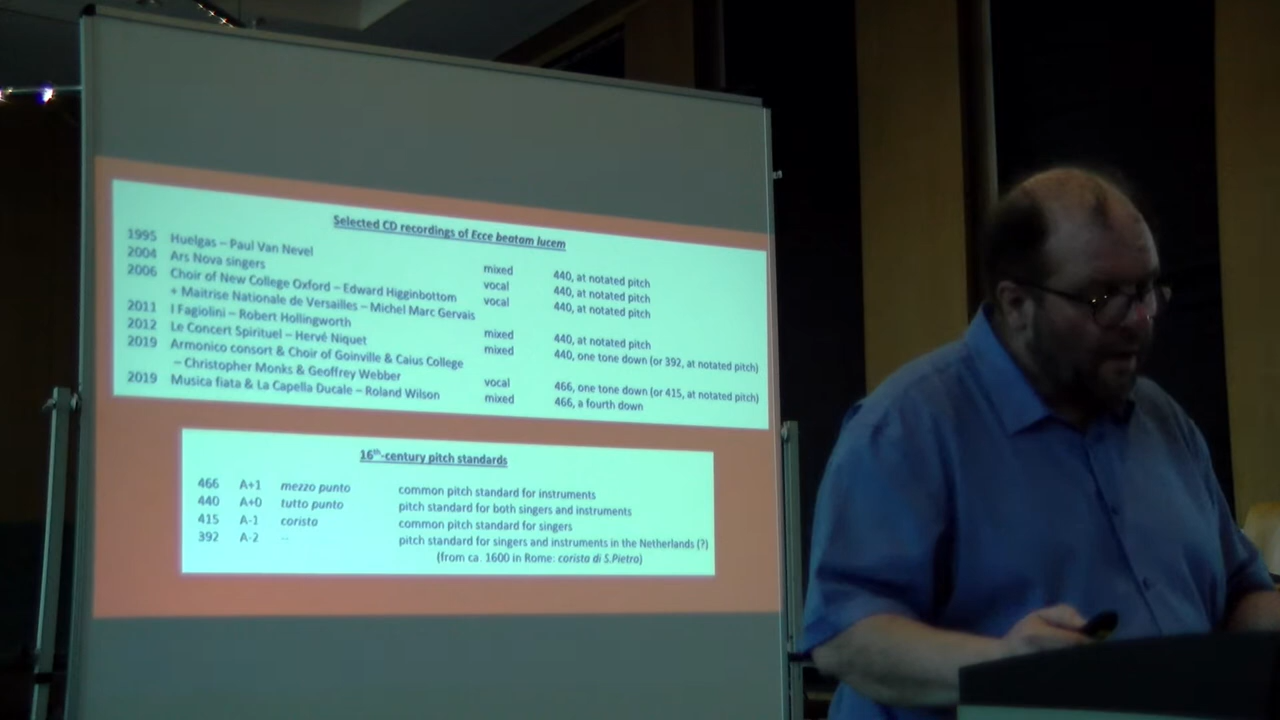 Selected CD recordings of Ecce beatam lucem
1995 Huelgas – Paul Van Nevel mixed 440, at notated pitch
2004 Ars Nova singers vocal 440, at notated pitch
2006 Choir of New College Oxford – Edward Higginbottom vocal 440, at notated pitch
+ Maitrise Nationale de Versailles – Michel Marc Gervais
2011 I Fagiolini – Robert Hollingworth mixed 440, at notated pitch
2012 Le Concert Spirituel – Hervé Niquet mixed 440, one tone down (or 392, at notated pitch)
2019 Armonico consort & Choir of Goinville & Caius College
– Christopher Monks & Geoffrey Webber vocal 466, one tone down (or 415, at notated pitch)
2019 Musica fiata & La Capella Ducale – Roland Wilson mixed 466, a fourth down
16th-century pitch standards
466 A+1 mezzo punto common pitch standard for instruments
440 A+0 tutto punto pitch standard for both singers and instruments
415 A-1 corista common pitch standard for singers
392 A-2 -- pitch standard for singers and instruments in the Netherlands (?)
(from ca. 1600 in Rome: corista di S.Pietro)